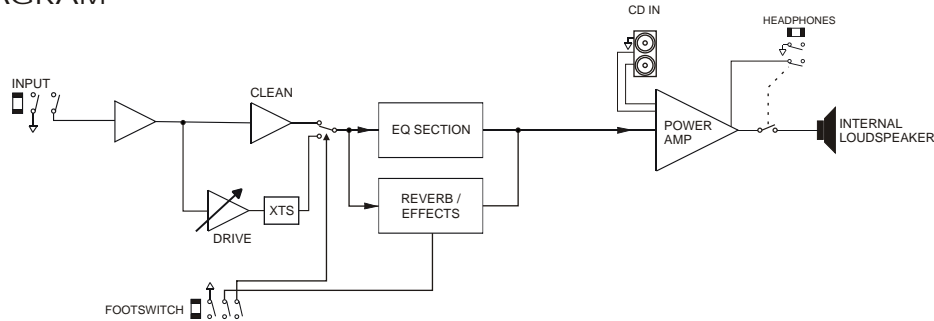 CD IN
HEADPHONES
INPUT
CLEAN
EQ SECTION
POWER
AMP
INTERNAL
LOUDSPEAKER
REVERB /
EFFECTS
XTS
DRIVE
FOOTSWITCH